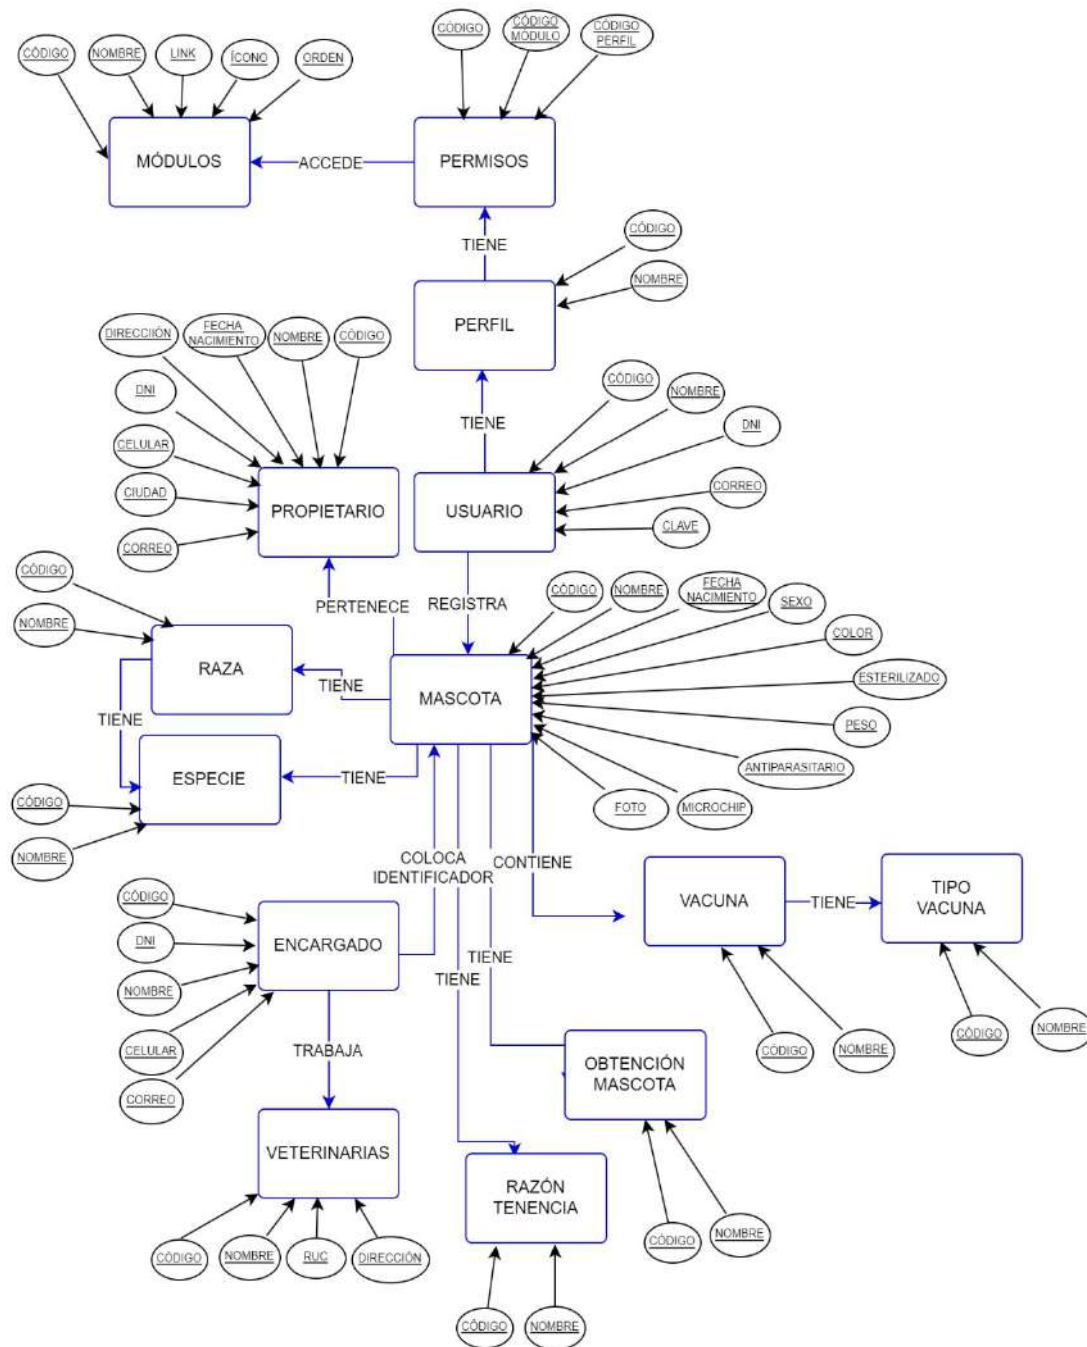 CÓDIGO
NOMBRE
LINK
ÍCONO
ORDEN
CÓDIGO
CÓDIGO
MÓDULO
CÓDIGO
PERFIL
MÓDULOS
ACCEDE
PERMISOS
TIENE
CÓDIGO
NOMBRE
PERFIL
DIRECCIIÓN
FECHA
NACIMIENTO
NOMBRE
CÓDIGO
DNI
CELULAR
CIUDAD
CORREO
PROPIETARIO
TIENE
CÓDIGO
NOMBRE
DNI
CORREO
CLAVE
USUARIO
PERTENECE
REGISTRA
CÓDIGO
NOMBRE
FECHA
NACIMIENTO
SEXO
COLOR
ESTERILIZADO
PESO
ANTIPARASITARIO
MICROCHIP
FOTO
MASCOTA
CÓDIGO
NOMBRE
RAZA
TIENE
TIENE
ESPECIE
TIENE
CÓDIGO
NOMBRE
COLOCA
IDENTIFICADOR
CONTIENE
VACUNA
TIENE
TIPO
VACUNA
CÓDIGO
NOMBRE
CÓDIGO
NOMBRE
CÓDIGO
DNI
NOMBRE
CELULAR
CORREO
ENCARGADO
TIENE
TIENE
TRABAJA
OBTENCIÓN
MASCOTA
CÓDIGO
NOMBRE
VETERINARIAS
CÓDIGO
NOMBRE
RUC
DIRECCIÓN
RAZÓN
TENENCIA
CÓDIGO
NOMBRE